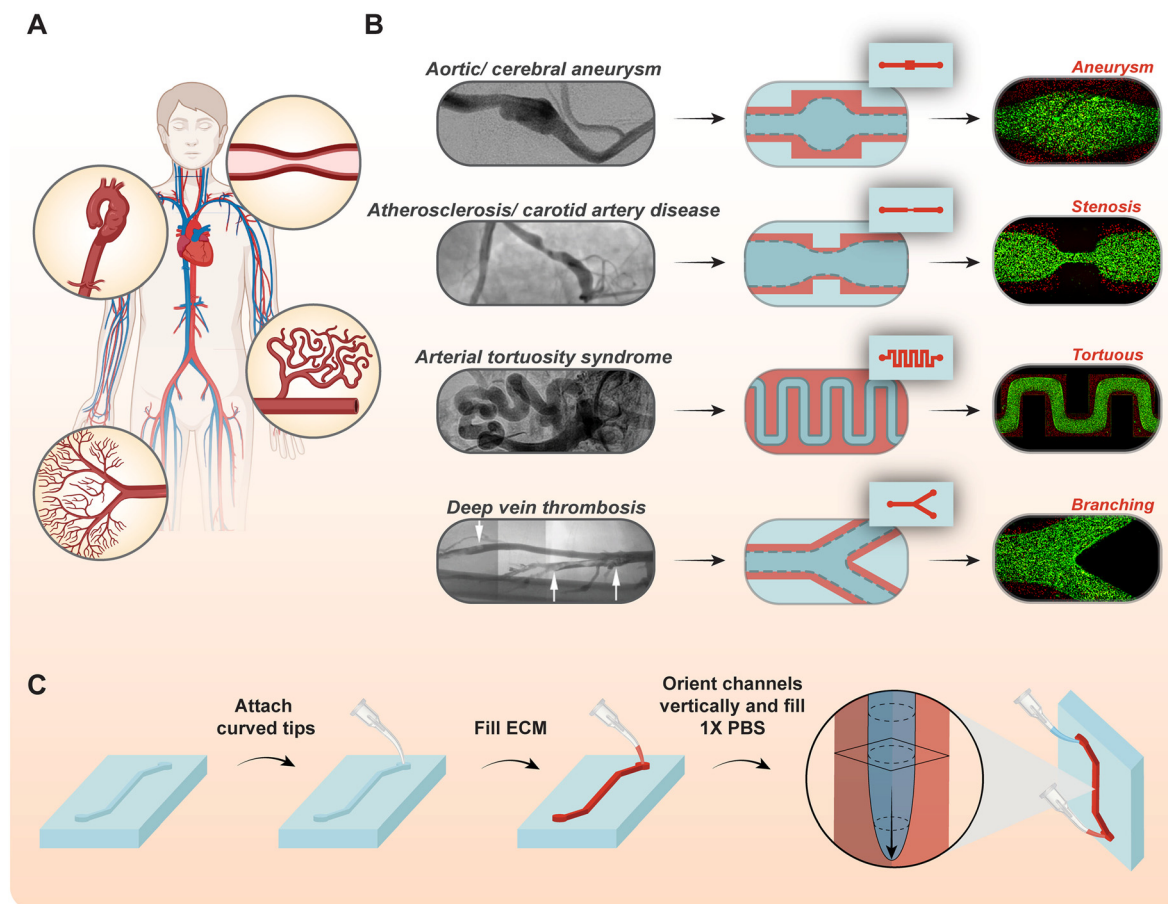 A
B
Aortic/ cerebral aneurysm
Aneurysm
Atherosclerosis/ carotid artery disease
Stenosis
Arterial tortuosity syndrome
Tortuous
Deep vein thrombosis
Branching
C
Attach
curved tips
Fill ECM
Orient channels
vertically and fill
1X PBS